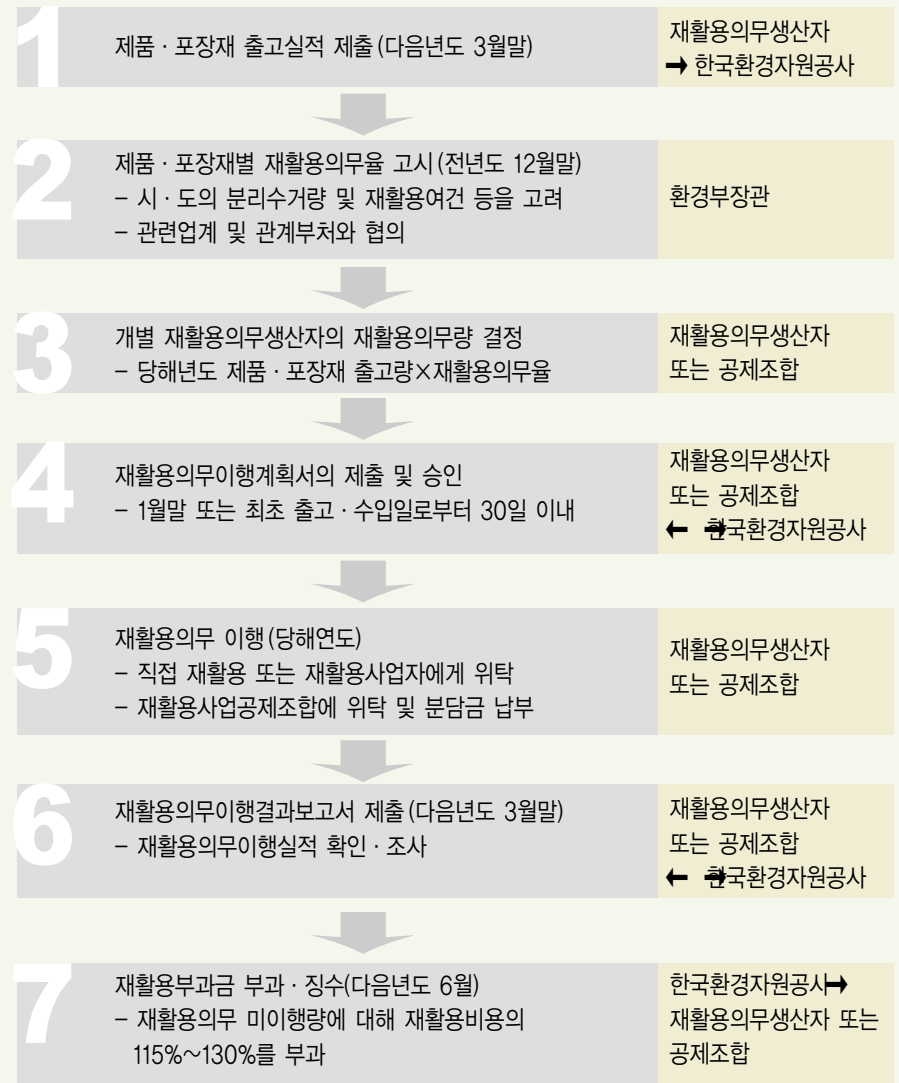 1
제품 · 포장재 출고실적 제출(다음년도 3월말)
재활용의무생산자
➞ 한국환경자원공사
2
제품 · 포장재별 재활용의무율 고시(전년도 12월말)
– 시 · 도의 분리수거량 및 재활용여건 등을 고려
– 관련업계 및 관계부처와 협의
환경부장관
3
개별 재활용의무생산자의 재활용의무량 결정
– 당해년도 제품 · 포장재 출고량×재활용의무율
재활용의무생산자
또는 공제조합
4
재활용의무이행계획서의 제출 및 승인
– 1월말 또는 최초 출고 · 수입일로부터 30일 이내
재활용의무생산자
또는 공제조합
← ➞한국환경자원공사
5
재활용의무 이행(당해연도)
– 직접 재활용 또는 재활용사업자에게 위탁
– 재활용사업공제조합에 위탁 및 분담금 납부
재활용의무생산자
또는 공제조합
6
재활용의무이행결과보고서 제출(다음년도 3월말)
– 재활용의무이행실적 확인 · 조사
재활용의무생산자
또는 공제조합
← ➞한국환경자원공사
7
재활용부과금 부과 · 징수(다음년도 6월)
– 재활용의무 미이행량에 대해 재활용비용의
115%~130%를 부과
한국환경자원공사➞
재활용의무생산자 또는
공제조합